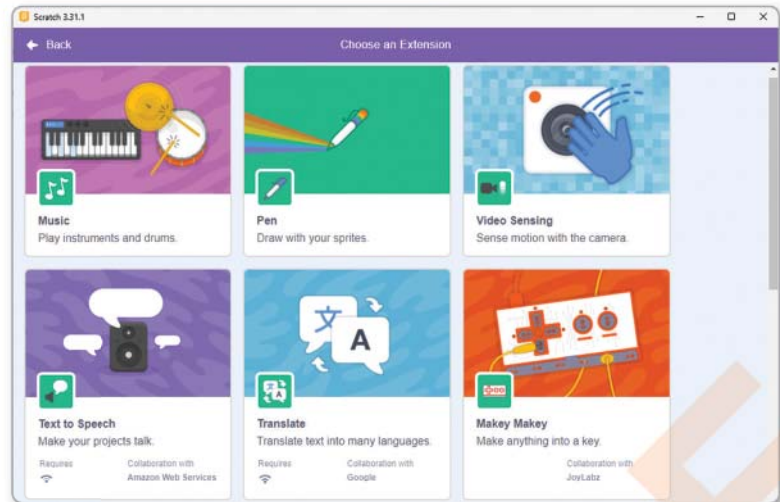 Scratch 3.31.1
Back
Choose an Extension
Music
Play instruments and drums.
Pen
Draw with your sprites.
Video Sensing
Sense motion with the camera.
文
A
Text to Speech
Make your projects talk.
Requires
Collaboration with
Amazon Web Services
文
A
Translate
Translate text into many languages.
Requires
Collaboration with
Google
Makey Makey
Make anything into a key.
Collaboration with
JoyLabz